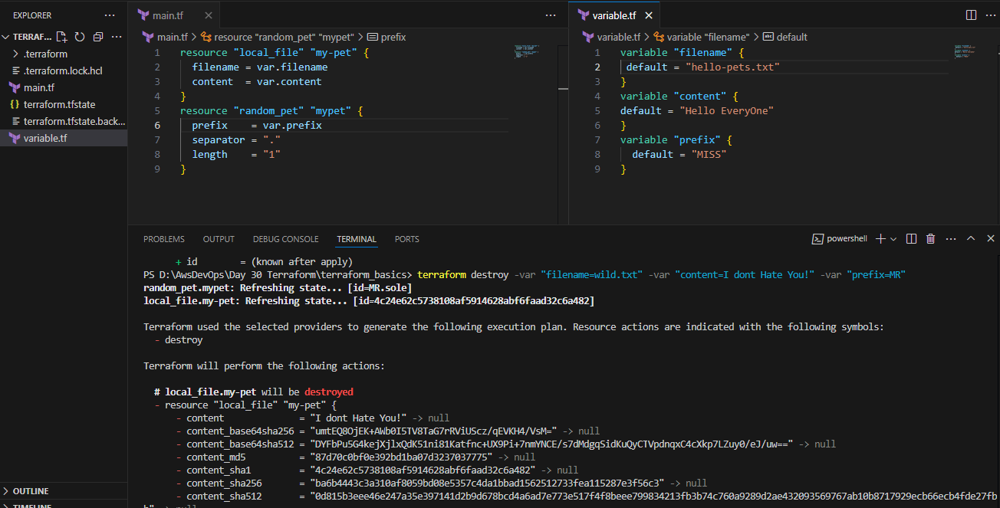 EXPLORER ...
TERRAF... ...
.terraform
.terraform.lock.hcl
main.tf
terraform.tfstate
terraform.tfstate.back...
variable.tf
OUTLINE
TIMELINE
main.tf ...
main.tf > resource "random_pet" "mypet" > prefix
1 resource "local_file" "my-pet" {
2 filename = var.filename
3 content = var.content
4 }
5 resource "random_pet" "mypet" {
6 prefix = var.prefix
7 separator = "."
8 length = "1"
9 }
variable.tf ...
variable.tf > variable "filename" > abc default
1 variable "filename" {
2 default = "hello-pets.txt"
3 }
4 variable "content" {
5 default = "Hello EveryOne"
6 }
7 variable "prefix" {
8 default = "MISS"
9 }
PROBLEMS OUTPUT DEBUG CONSOLE TERMINAL PORTS powershell ...
+ id = (known after apply)
PS D:\AwsDevOps\Day 30 Terraform\terraform_basics> terraform destroy -var "filename=wild.txt" -var "content=I dont Hate You!" -var "prefix=MR"
random_pet.mypet: Refreshing state... [id=MR.sole]
local_file.my-pet: Refreshing state... [id=4c24e62c5738108af5914628abf6faad32c6a482]
Terraform used the selected providers to generate the following execution plan. Resource actions are indicated with the following symbols:
- destroy
Terraform will perform the following actions:
# local_file.my-pet will be destroyed
- resource "local_file" "my-pet" {
- content = "I dont Hate You!" -> null
- content_base64sha256 = "umtEQ8OjEK+AWb0I5TV8TaG7rRViUScz/qEVKH4/VsM=" -> null
- content_base64sha512 = "DYFbPu5G4kejXjlxQdK51ni81Katfnc+UX9Pi+7nmYNCE/s7dMdgqSidKuQyCTVpdnqxC4cXkp7LZuy0/eJ/uw==" -> null
- content_md5 = "87d70c0bf0e392bd1ba07d3237037775" -> null
- content_sha1 = "4c24e62c5738108af5914628abf6faad32c6a482" -> null
- content_sha256 = "ba6b4443c3a310af8059bd08e5357c4da1bbad1562512733fea115287e3f56c3" -> null
- content_sha512 = "0d815b3eee46e247a35e397141d2b9d678bcd4a6ad7e773e517f4f8beee799834213fb3b74c760a9289d2ae432093569767ab10b8717929ecb66ecb4fde27fb
b" -> null